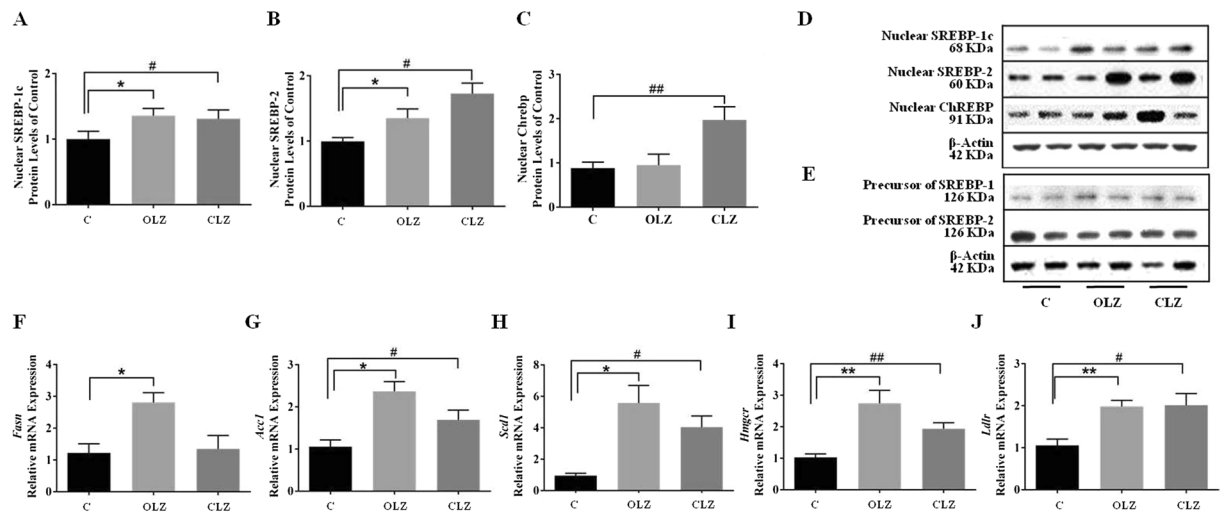 A
Nuclear SREBP-1c
Protein Levels of Control
2
1
0
#
*
C
OLZ
CLZ
B
Nuclear SREBP-2
Protein Levels of Control
2
1
0
#
*
C
OLZ
CLZ
C
Nuclear Chrebp
Protein Levels of Control
3
2
1
0
##
C
OLZ
CLZ
D
Nuclear SREBP-1c
68 KDa
Nuclear SREBP-2
60 KDa
Nuclear ChREBP
91 KDa
β-Actin
42 KDa
E
Precursor of SREBP-1
126 KDa
Precursor of SREBP-2
126 KDa
β-Actin
42 KDa
C
OLZ
CLZ
F
Fasn
Relative mRNA Expression
4
3
2
1
0
*
C
OLZ
CLZ
G
Acc1
Relative mRNA Expression
3
2
1
0
#
*
C
OLZ
CLZ
H
Scd1
Relative mRNA Expression
8
6
4
2
0
#
*
C
OLZ
CLZ
I
Hmgcr
Relative mRNA Expression
4
3
2
1
0
##
**
C
OLZ
CLZ
J
Ldlr
Relative mRNA Expression
3
2
1
0
#
**
C
OLZ
CLZ